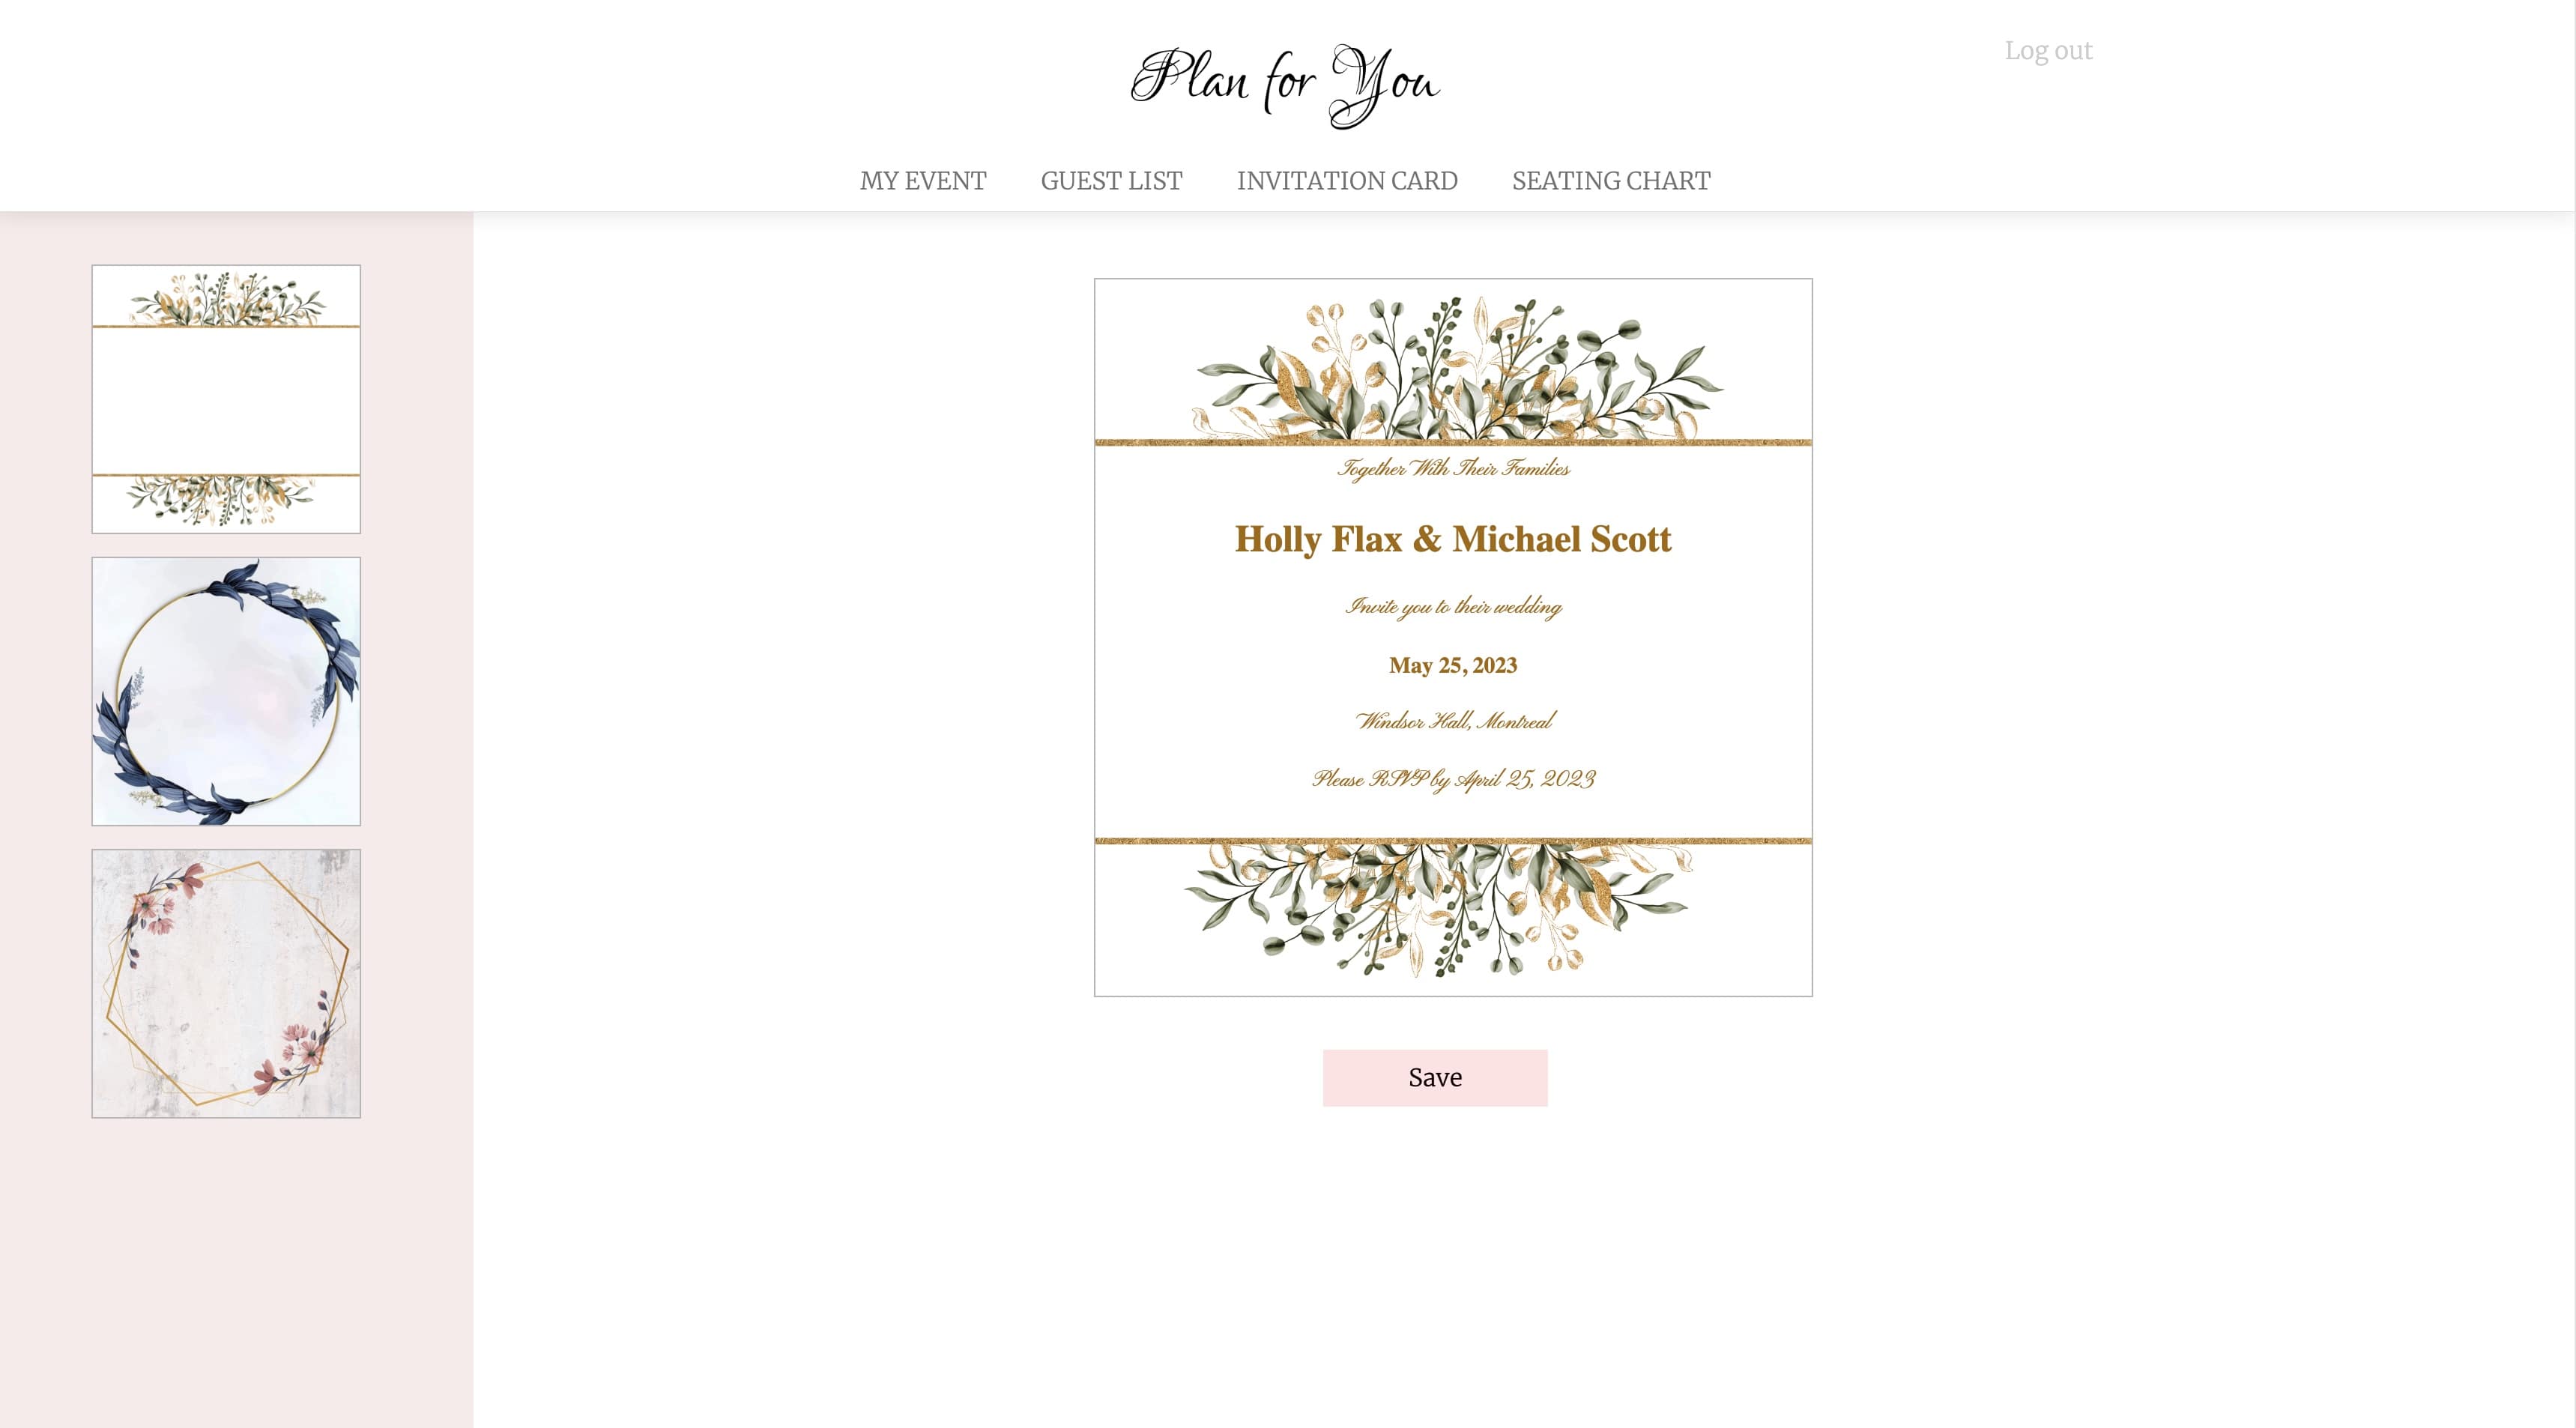 Plan for You
Log out
MY EVENT GUEST LIST INVITATION CARD SEATING CHART
Together With Their Families
Holly Flax & Michael Scott
Invite you to their wedding
May 25, 2023
Windsor Hall, Montreal
Please RSVP by April 25, 2023
Save